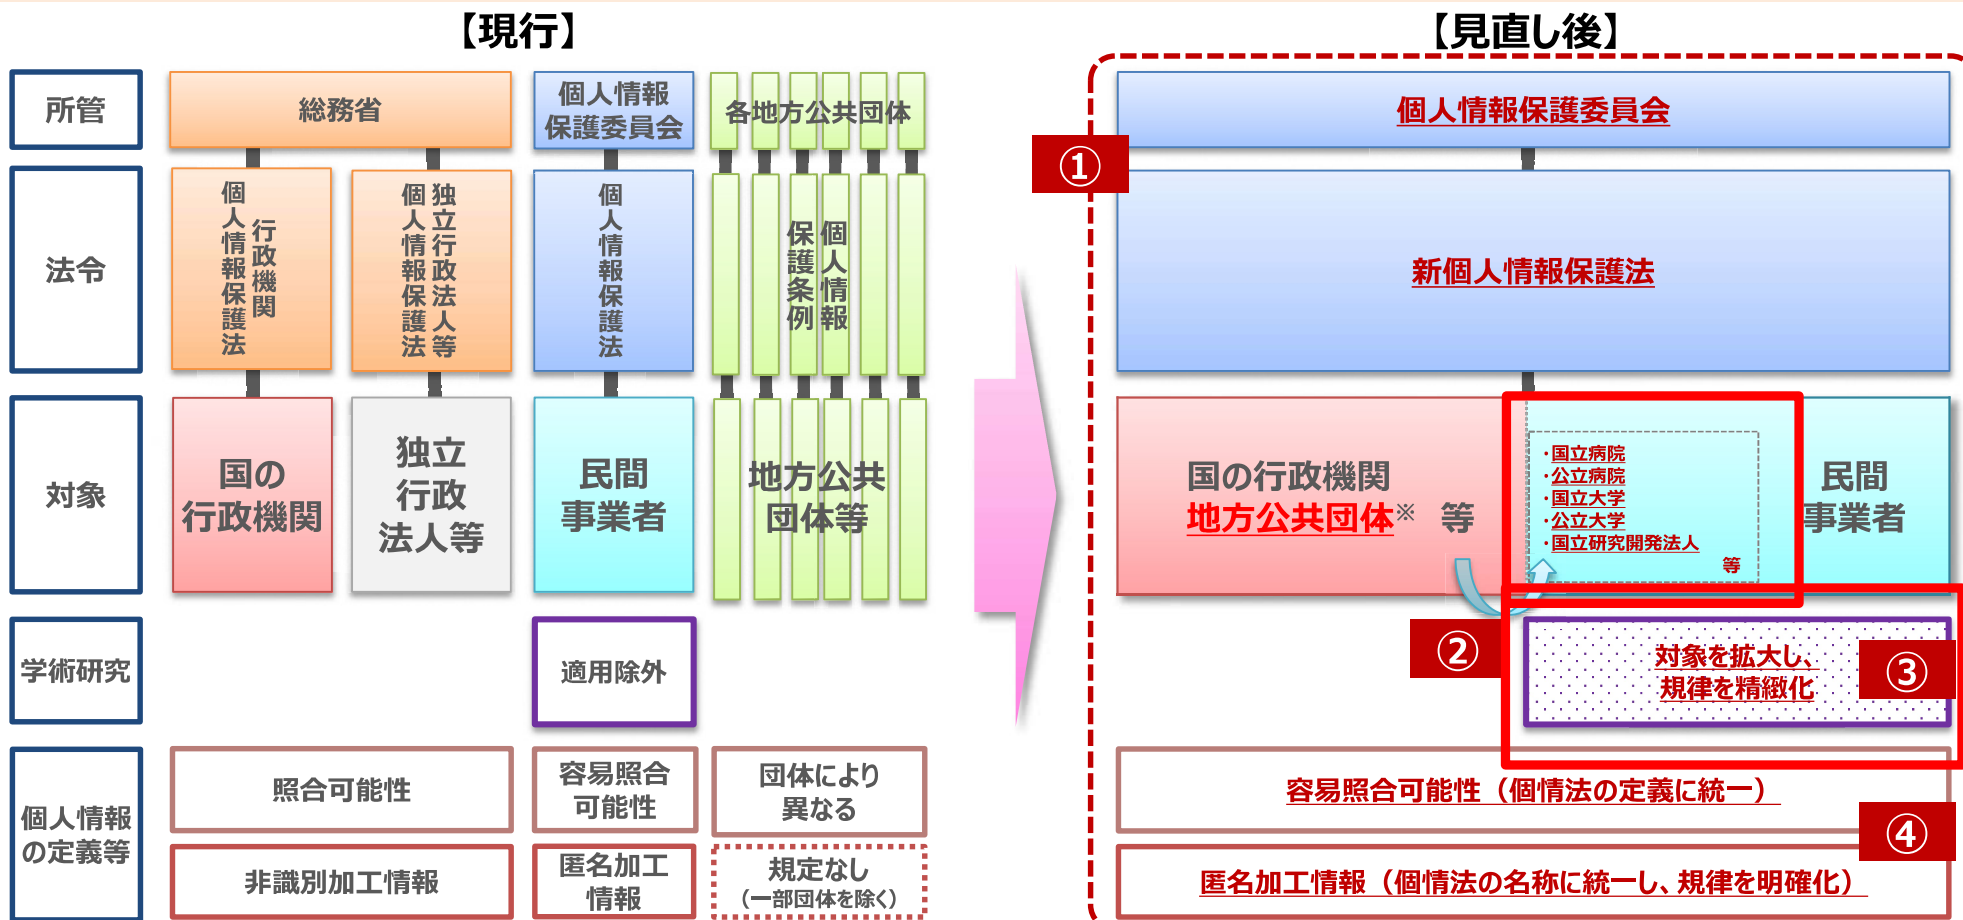 【現行】
【見直し後】
所管
総務省
個人情報
保護委員会
各地方公共団体
個人情報保護委員会
①
法令
行政機関
個人情報保護法
独立行政法人等
個人情報保護法
個人情報保護法
個人情報
保護条例
新個人情報保護法
対象
国の
行政機関
独立
行政
法人等
民間
事業者
地方公共
団体等
国の行政機関
地方公共団体※ 等
・国立病院
・公立病院
・国立大学
・公立大学
・国立研究開発法人
等
民間
事業者
②
学術研究
適用除外
対象を拡大し、
規律を精緻化
③
個人情報
の定義等
照合可能性
容易照合
可能性
団体により
異なる
容易照合可能性（個情法の定義に統一）
④
非識別加工情報
匿名加工
情報
規定なし
（一部団体を除く）
匿名加工情報（個情法の名称に統一し、規律を明確化）